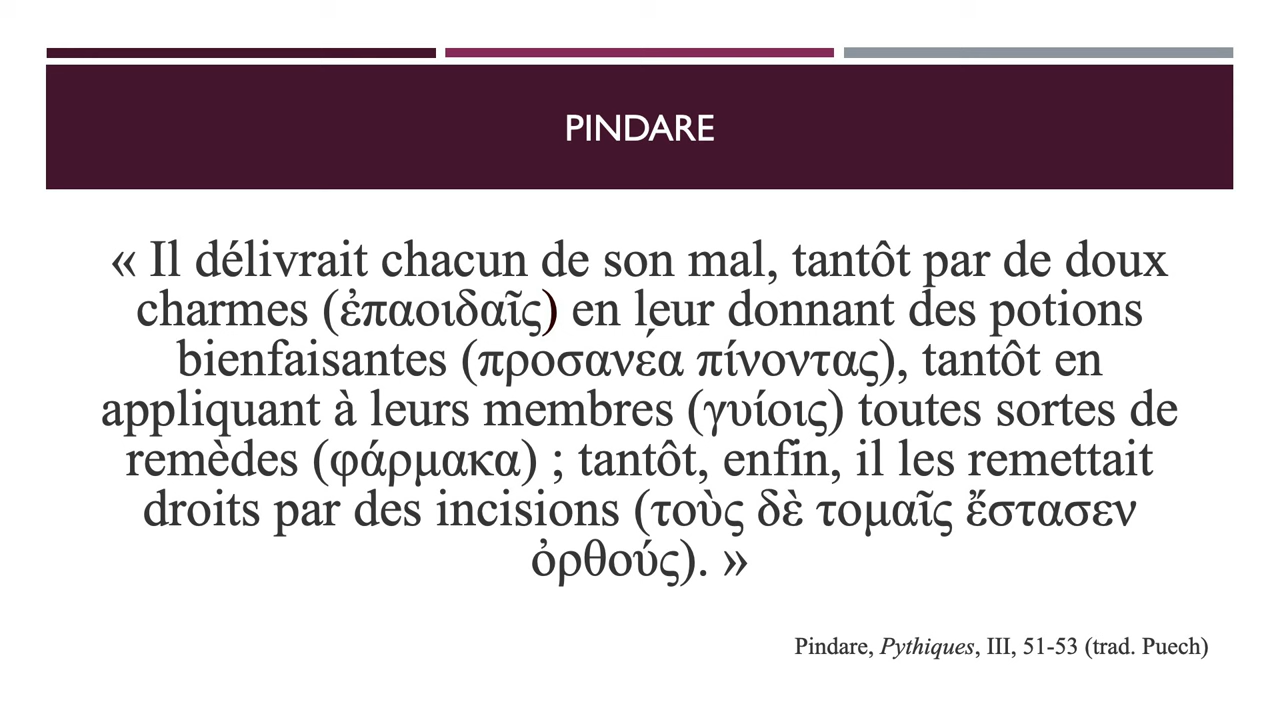 PINDARE
« Il délivrait chacun de son mal, tantôt par de doux
charmes (ἐπαοιδαῖς) en leur donnant des potions
bienfaisantes (προσανέα πίνοντας), tantôt en
appliquant à leurs membres (γυίοις) toutes sortes de
remèdes (φάρμακα) ; tantôt, enfin, il les remettait
droits par des incisions (τοὺς δὲ τομαῖς ἔστασεν
ὀρθούς). »
Pindare, Pythiques, III, 51-53 (trad. Puech)